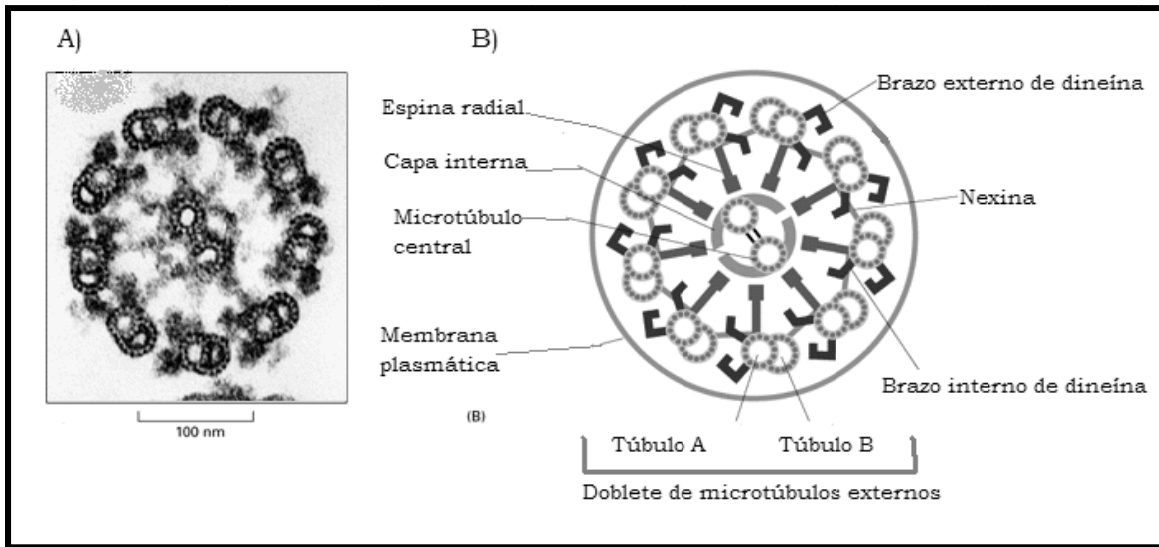 A)
B)
Espina radial
Capa interna
Microtúbulo
central
Membrana
plasmática
Brazo externo de dineína
Nexina
Brazo interno de dineína
100 nm
(B)
Túbulo A
Túbulo B
Doblete de microtúbulos externos